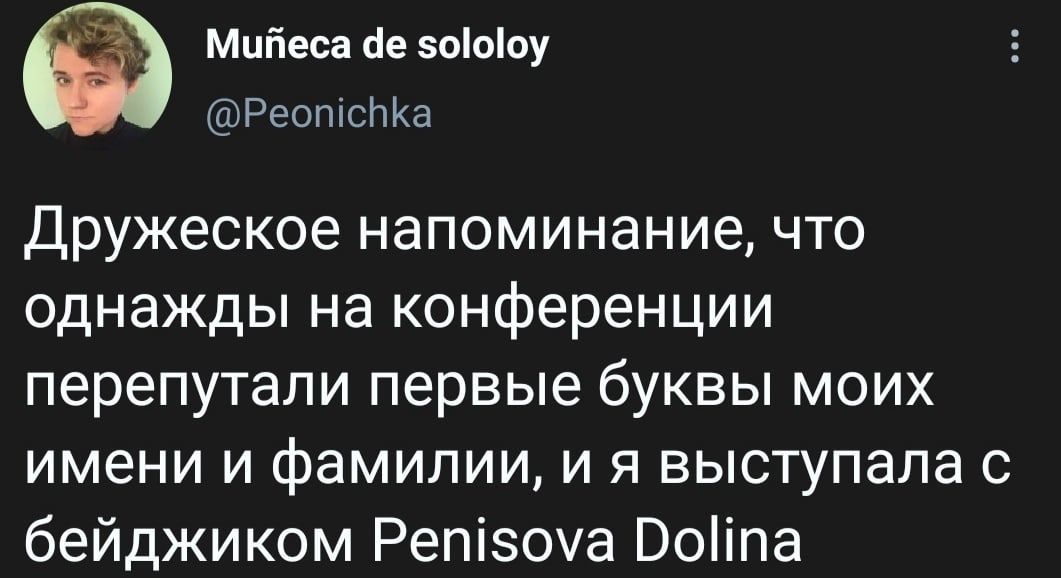 Muñeca de sololoy
@Peonichka
Дружеское напоминание, что
однажды на конференции
перепутали первые буквы моих
имени и фамилии, и я выступала с
бейджиком Penisova Dolina